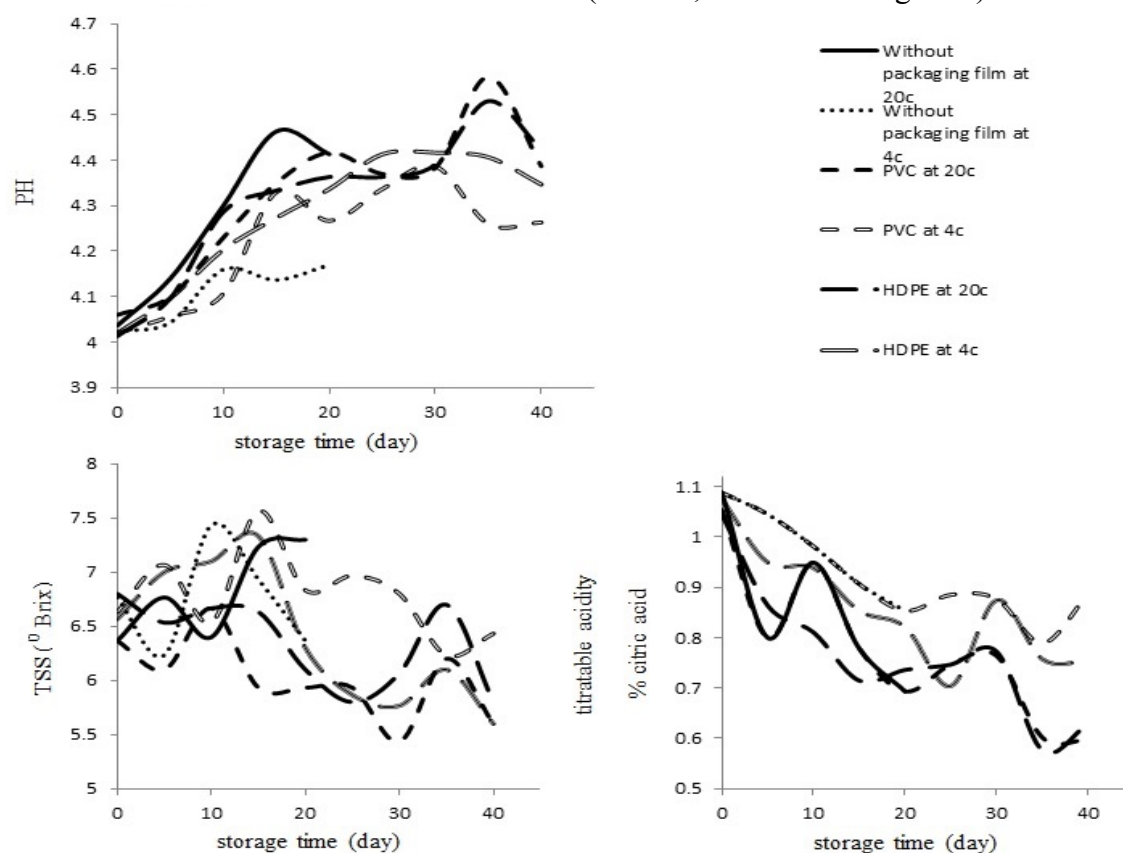 4.7
4.6
4.5
4.4
4.3
4.2
4.1
4
3.9
PH
0 10 20 30 40
storage time (day)
Without
packaging film at
20c
Without
packaging film at
4c
PVC at 20c
PVC at 4c
HDPE at 20c
HDPE at 4c
8
7.5
7
6.5
6
5.5
5
TSS (⁰ Brix)
0 10 20 30 40
storage time (day)
1.1
1
0.9
0.8
0.7
0.6
0.5
titratable acidity
% citric acid
0 10 20 30 40
storage time (day)